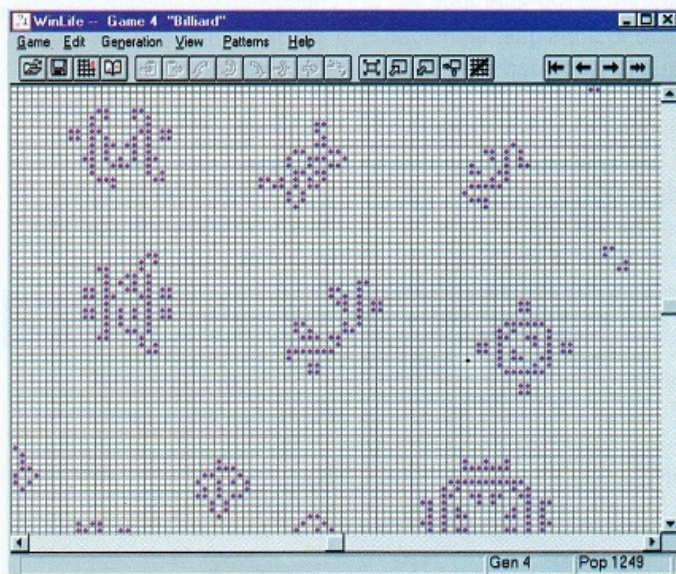 WinLife -- Game 4 "Billiard"
Game Edit Generation View Patterns Help
Gen 4 Pop 1249